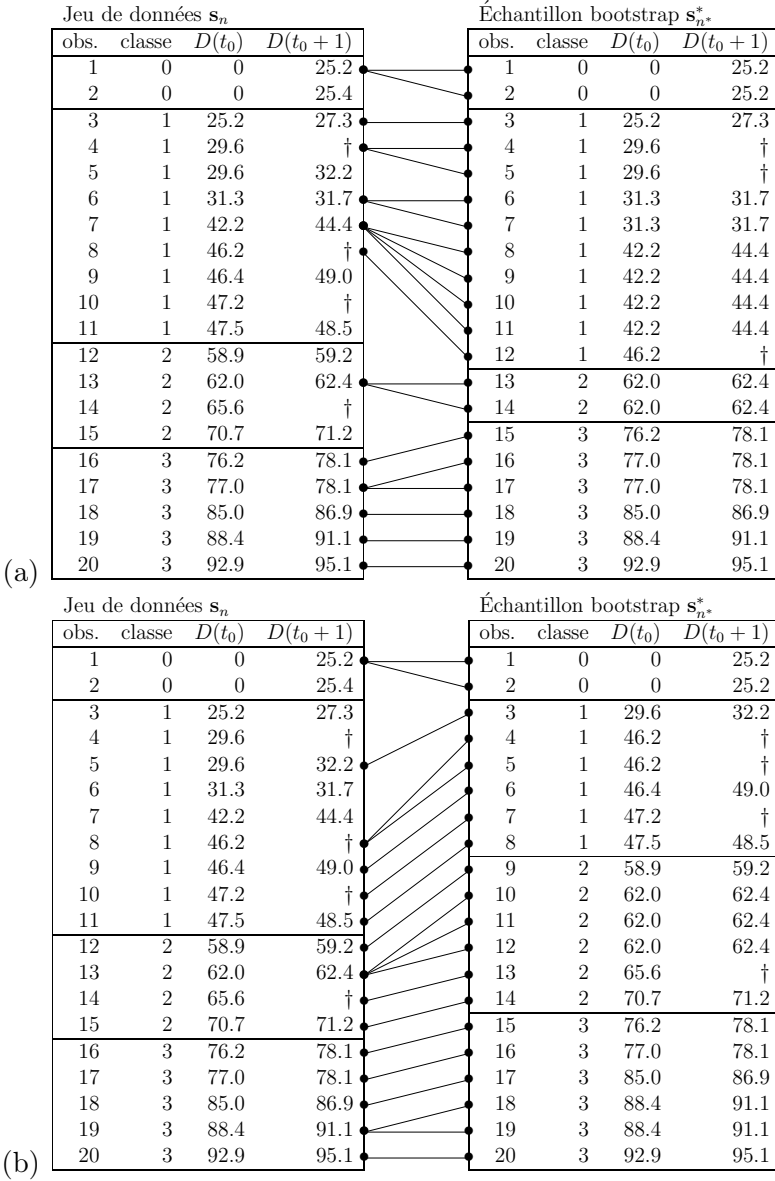 Jeu de données sₙ Échantillon bootstrap s*ₙ*
obs. classe D(t₀) D(t₀ + 1) obs. classe D(t₀) D(t₀ + 1)
1 0 0 25.2 1 0 0 25.2
2 0 0 25.4 2 0 0 25.2
3 1 25.2 27.3 3 1 25.2 27.3
4 1 29.6 † 4 1 29.6 †
5 1 29.6 32.2 5 1 29.6 †
6 1 31.3 31.7 6 1 31.3 31.7
7 1 42.2 44.4 7 1 31.3 31.7
8 1 46.2 † 8 1 42.2 44.4
9 1 46.4 49.0 9 1 42.2 44.4
10 1 47.2 † 10 1 42.2 44.4
11 1 47.5 48.5 11 1 42.2 44.4
12 2 58.9 59.2 12 1 46.2 †
13 2 62.0 62.4 13 2 62.0 62.4
14 2 65.6 † 14 2 62.0 62.4
15 2 70.7 71.2 15 3 76.2 78.1
16 3 76.2 78.1 16 3 77.0 78.1
17 3 77.0 78.1 17 3 77.0 78.1
18 3 85.0 86.9 18 3 85.0 86.9
19 3 88.4 91.1 19 3 88.4 91.1
(a) 20 3 92.9 95.1 20 3 92.9 95.1
Jeu de données sₙ Échantillon bootstrap s*ₙ*
obs. classe D(t₀) D(t₀ + 1) obs. classe D(t₀) D(t₀ + 1)
1 0 0 25.2 1 0 0 25.2
2 0 0 25.4 2 0 0 25.2
3 1 25.2 27.3 3 1 29.6 32.2
4 1 29.6 † 4 1 46.2 †
5 1 29.6 32.2 5 1 46.2 †
6 1 31.3 31.7 6 1 46.4 49.0
7 1 42.2 44.4 7 1 47.2 †
8 1 46.2 † 8 1 47.5 48.5
9 1 46.4 49.0 9 2 58.9 59.2
10 1 47.2 † 10 2 62.0 62.4
11 1 47.5 48.5 11 2 62.0 62.4
12 2 58.9 59.2 12 2 62.0 62.4
13 2 62.0 62.4 13 2 65.6 †
14 2 65.6 † 14 2 70.7 71.2
15 2 70.7 71.2 15 3 76.2 78.1
16 3 76.2 78.1 16 3 77.0 78.1
17 3 77.0 78.1 17 3 85.0 86.9
18 3 85.0 86.9 18 3 88.4 91.1
19 3 88.4 91.1 19 3 88.4 91.1
(b) 20 3 92.9 95.1 20 3 92.9 95.1